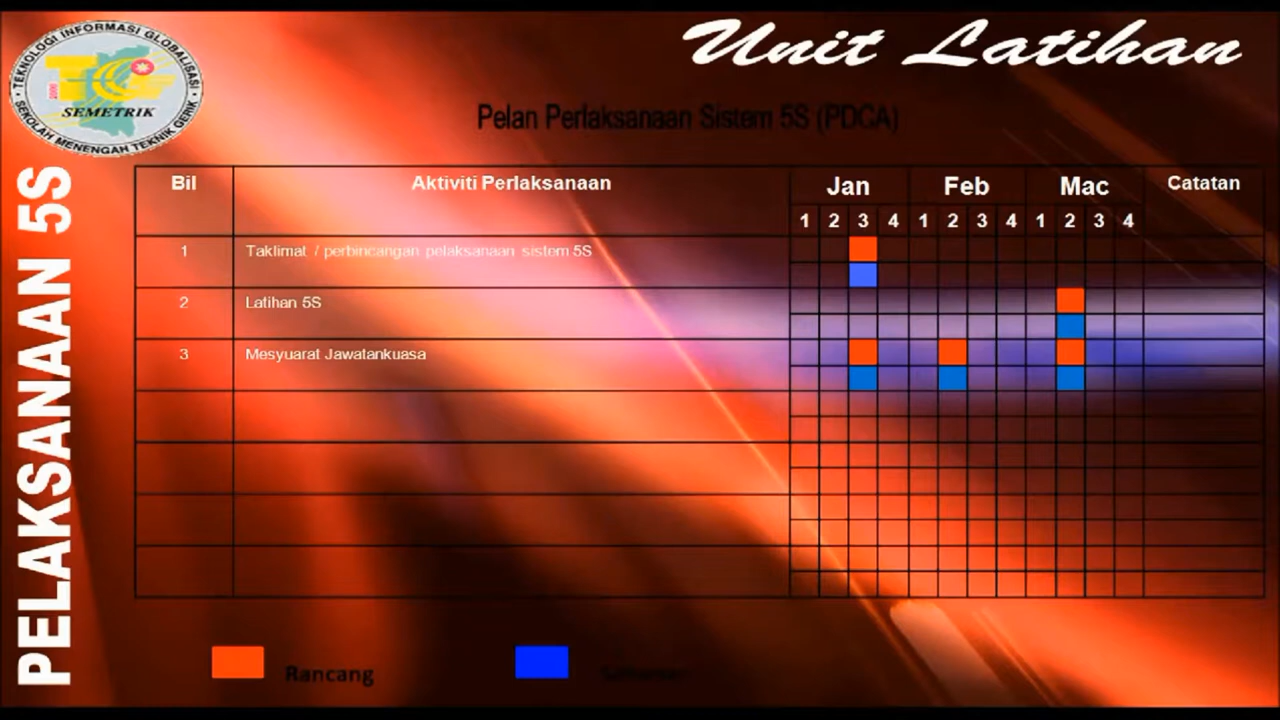 Unit Latihan
TEKNOLOGI INFORMASI GLOBALISASI
2000
SEMETRIK
SEKOLAH MENENGAH TEKNIK GERIK
Pelan Perlaksanaan Sistem 5S (PDCA)
PELAKSANAAN 5S
Bil Aktiviti Perlaksanaan Jan Feb Mac Catatan
1 2 3 4 1 2 3 4 1 2 3 4
1 Taklimat / perbincangan pelaksanaan sistem 5S
2 Latihan 5S
3 Mesyuarat Jawatankuasa
Rancang